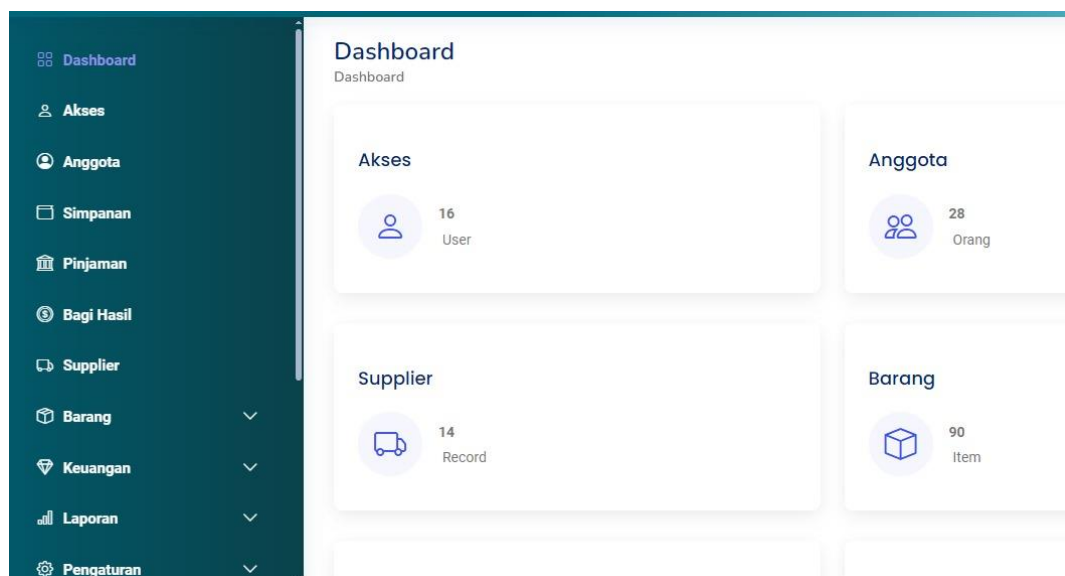 Dashboard
Akses
Anggota
Simpanan
Pinjaman
Bagi Hasil
Supplier
Barang
Keuangan
Laporan
Pengaturan
Dashboard
Dashboard
Akses
16
User
Anggota
28
Orang
Supplier
14
Record
Barang
90
Item